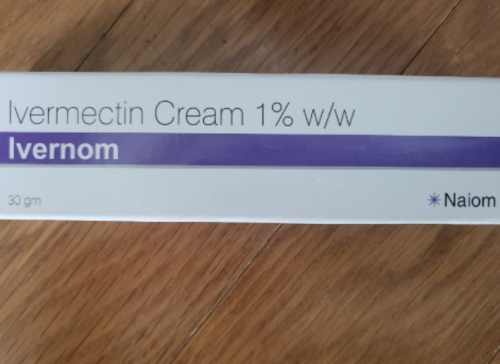 Ivermectin Cream 1% w/w
Ivernom
30 gm
Naiom